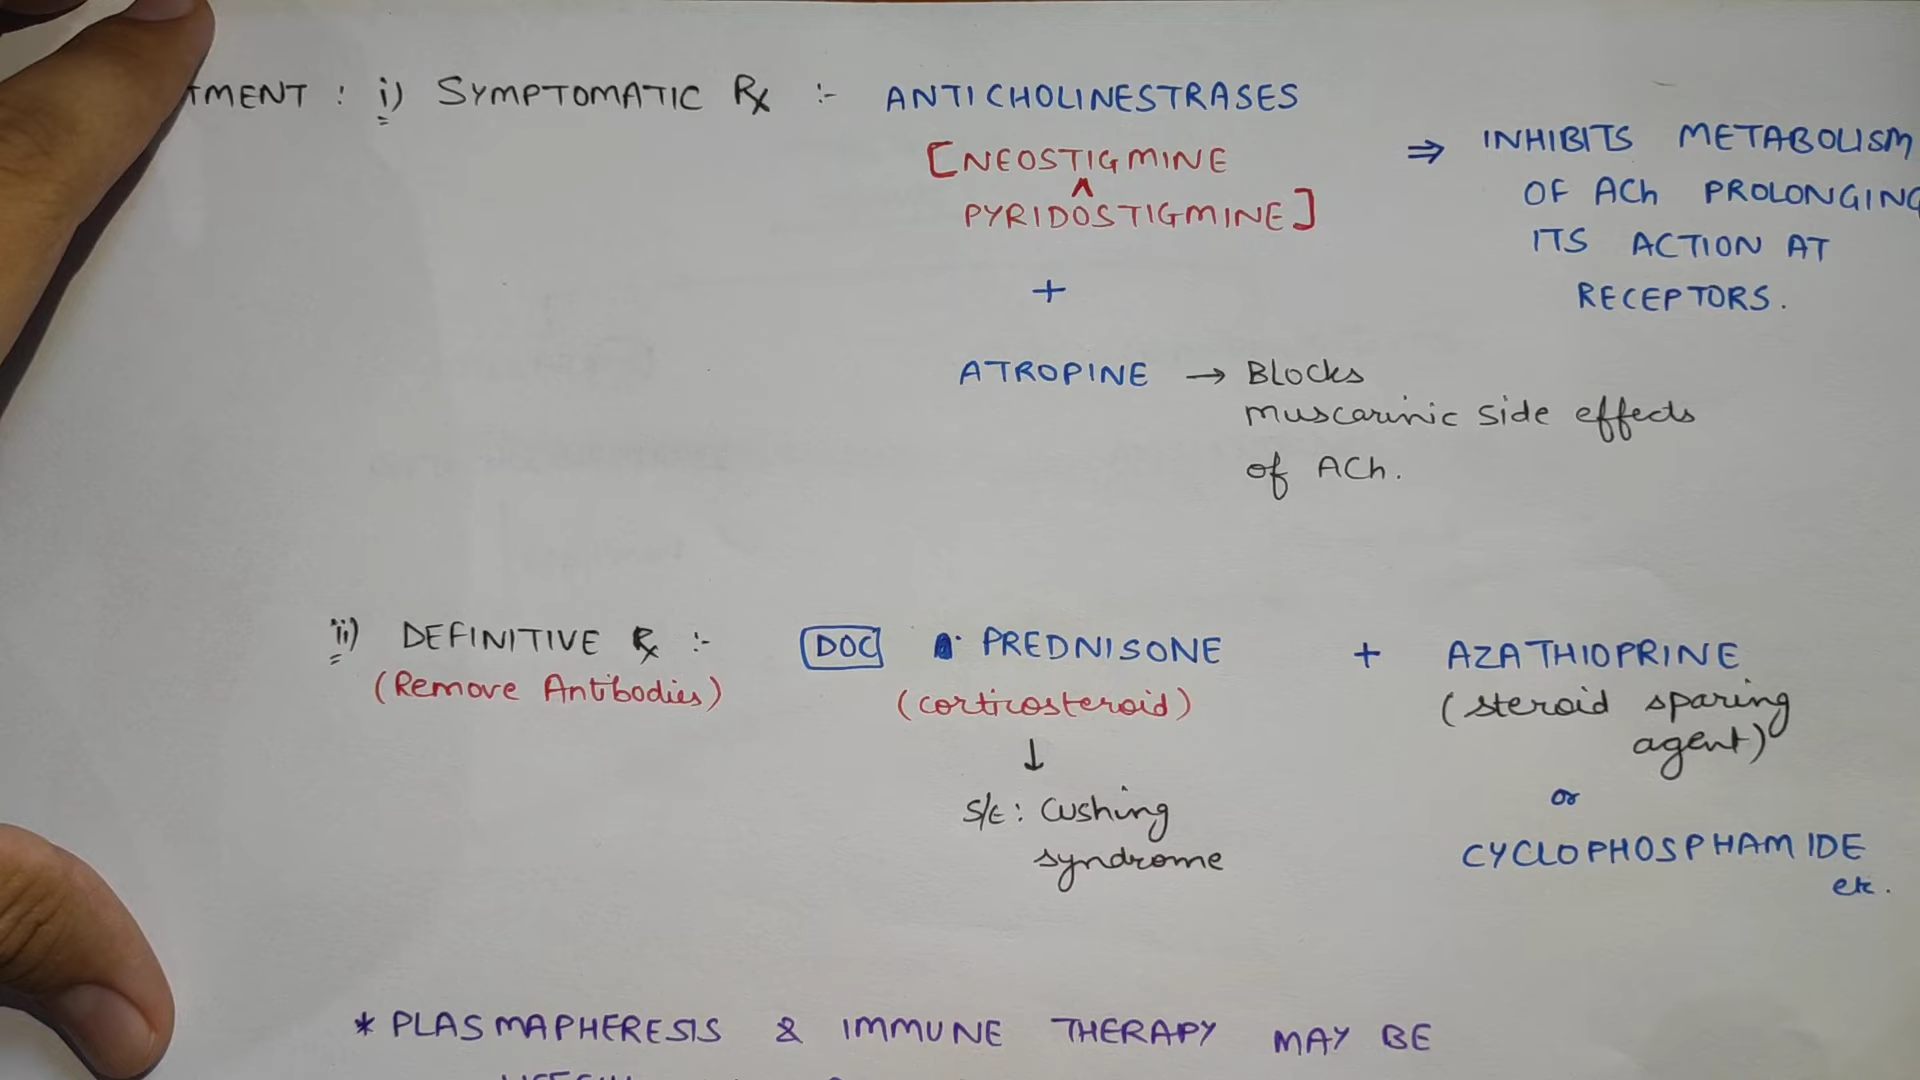 TMENT : i) SYMPTOMATIC Rx :- ANTICHOLINESTRASES
[NEOSTIGMINE
^
PYRIDOSTIGMINE]
⇒ INHIBITS METABOLISM
OF ACh PROLONGING
ITS ACTION AT
RECEPTORS.
+
ATROPINE → BLOCKS
muscarinic side effects
of ACh.
ii) DEFINITIVE Rx :- DOC PREDNISONE + AZATHIOPRINE
(Remove Antibodies) (corticosteroid) (steroid sparing
agent)
↓
S/E : Cushing
syndrome
or
CYCLOPHOSPHAMIDE
etc.
* PLASMAPHERESIS & IMMUNE THERAPY MAY BE